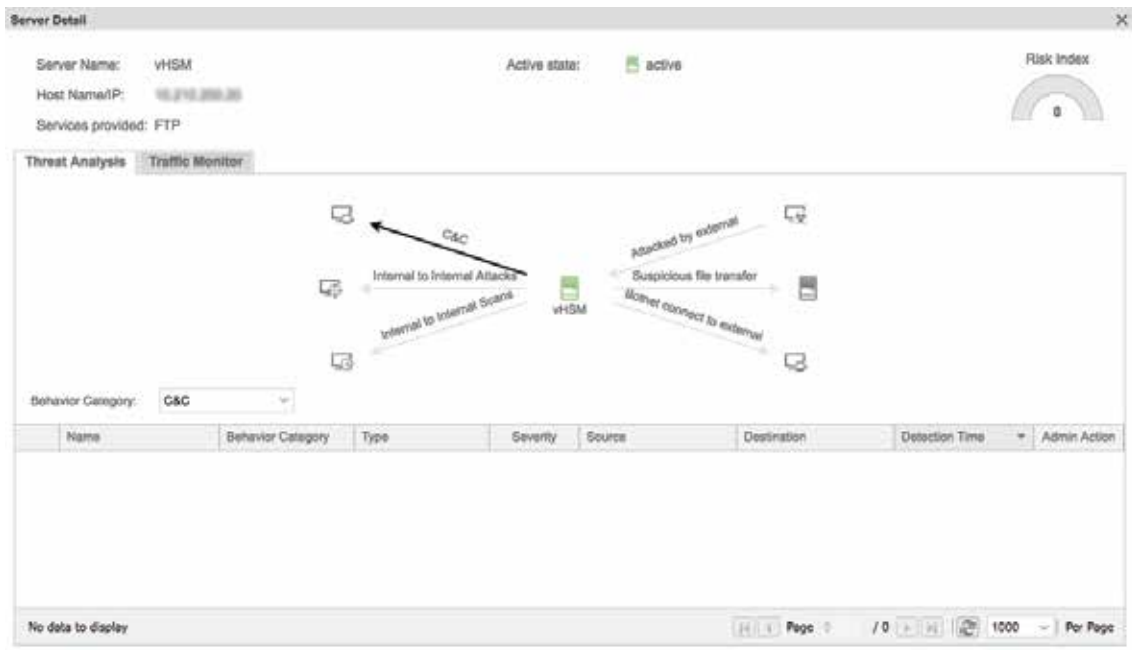 Server Detail
Server Name: vHSM
Active state: active
Risk Index
Host Name/IP:
0
Services provided: FTP
Threat Analysis Traffic Monitor
C&C
Attacked by external
Internal to Internal Attacks
Suspicious file transfer
Internal to Internal Scans
vHSM
Botnet connect to external
Behavior Category: C&C
Name Behavior Category Type Severity Source Destination Detection Time Admin Action
No data to display
Page / 0 1000 Per Page